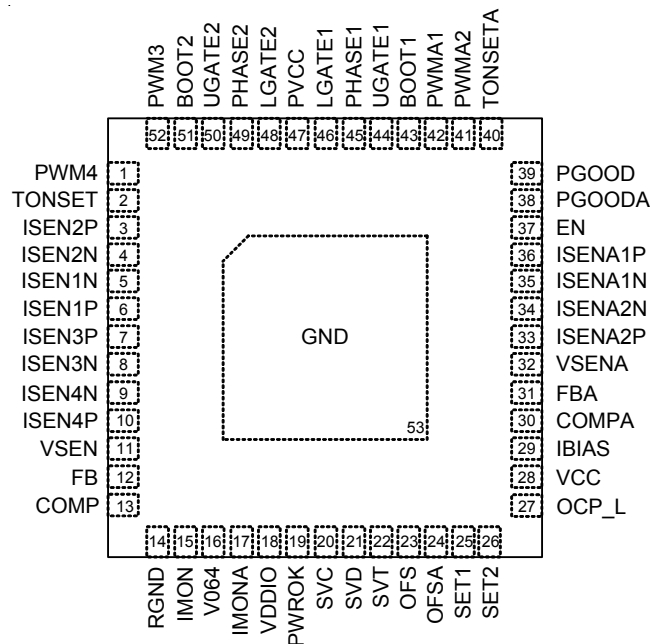 PWM3
BOOT2
UGATE2
PHASE2
LGATE2
PVCC
LGATE1
PHASE1
UGATE1
BOOT1
PWMA1
PWMA2
TONSETA
52 51 50 49 48 47 46 45 44 43 42 41 40
PWM4 1
TONSET 2
ISEN2P 3
ISEN2N 4
ISEN1N 5
ISEN1P 6
ISEN3P 7
ISEN3N 8
ISEN4N 9
ISEN4P 10
VSEN 11
FB 12
COMP 13
GND
53
39 PGOOD
38 PGOODA
37 EN
36 ISENA1P
35 ISENA1N
34 ISENA2N
33 ISENA2P
32 VSENA
31 FBA
30 COMPA
29 IBIAS
28 VCC
27 OCP_L
14 15 16 17 18 19 20 21 22 23 24 25 26
RGND
IMON
V064
IMONA
VDDIO
PWROK
SVC
SVD
SVT
OFS
OFSA
SET1
SET2